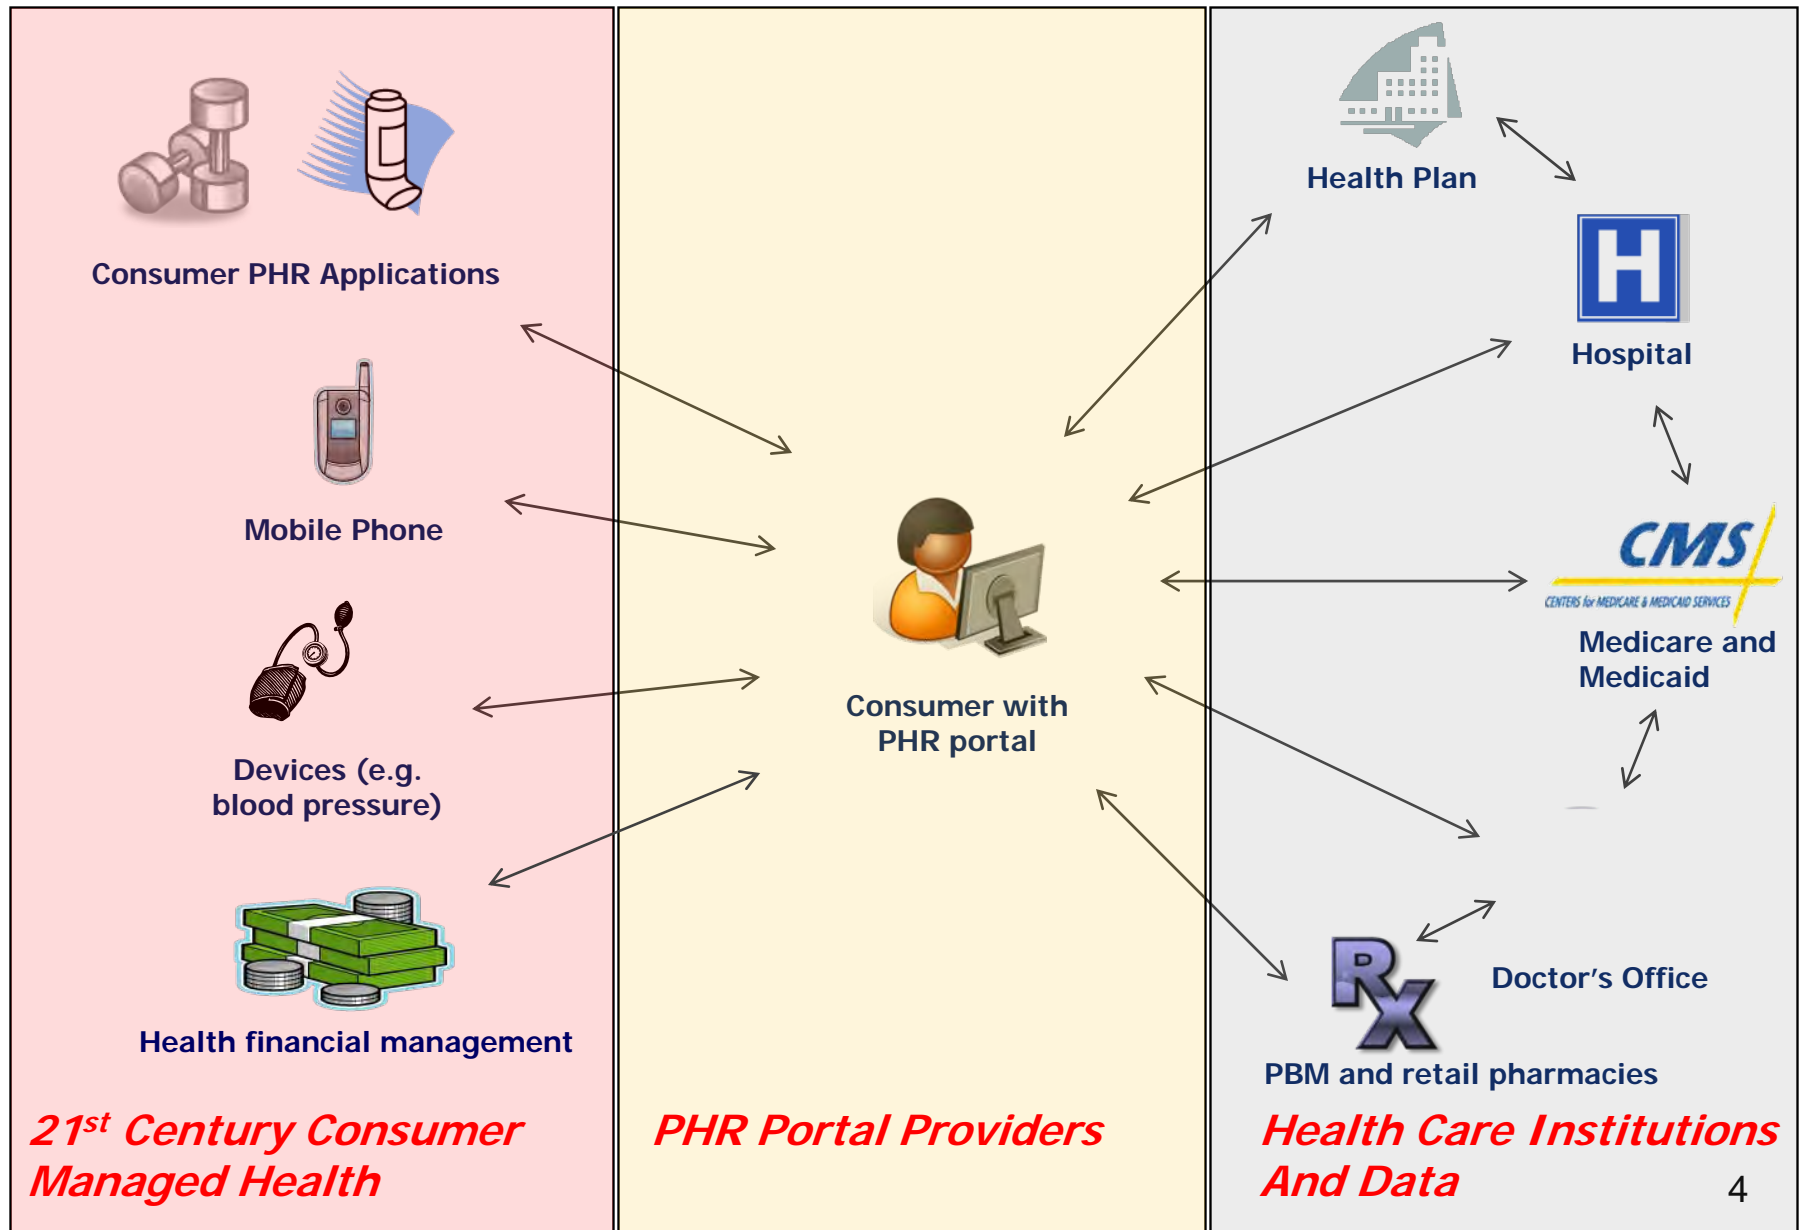 Consumer PHR Applications
Mobile Phone
Devices (e.g.
blood pressure)
Health financial management
21st Century Consumer
Managed Health
Consumer with
PHR portal
PHR Portal Providers
Health Plan
H
Hospital
CMS
CENTERS for MEDICARE & MEDICAID SERVICES
Medicare and
Medicaid
Doctor's Office
RX
PBM and retail pharmacies
Health Care Institutions
And Data
4